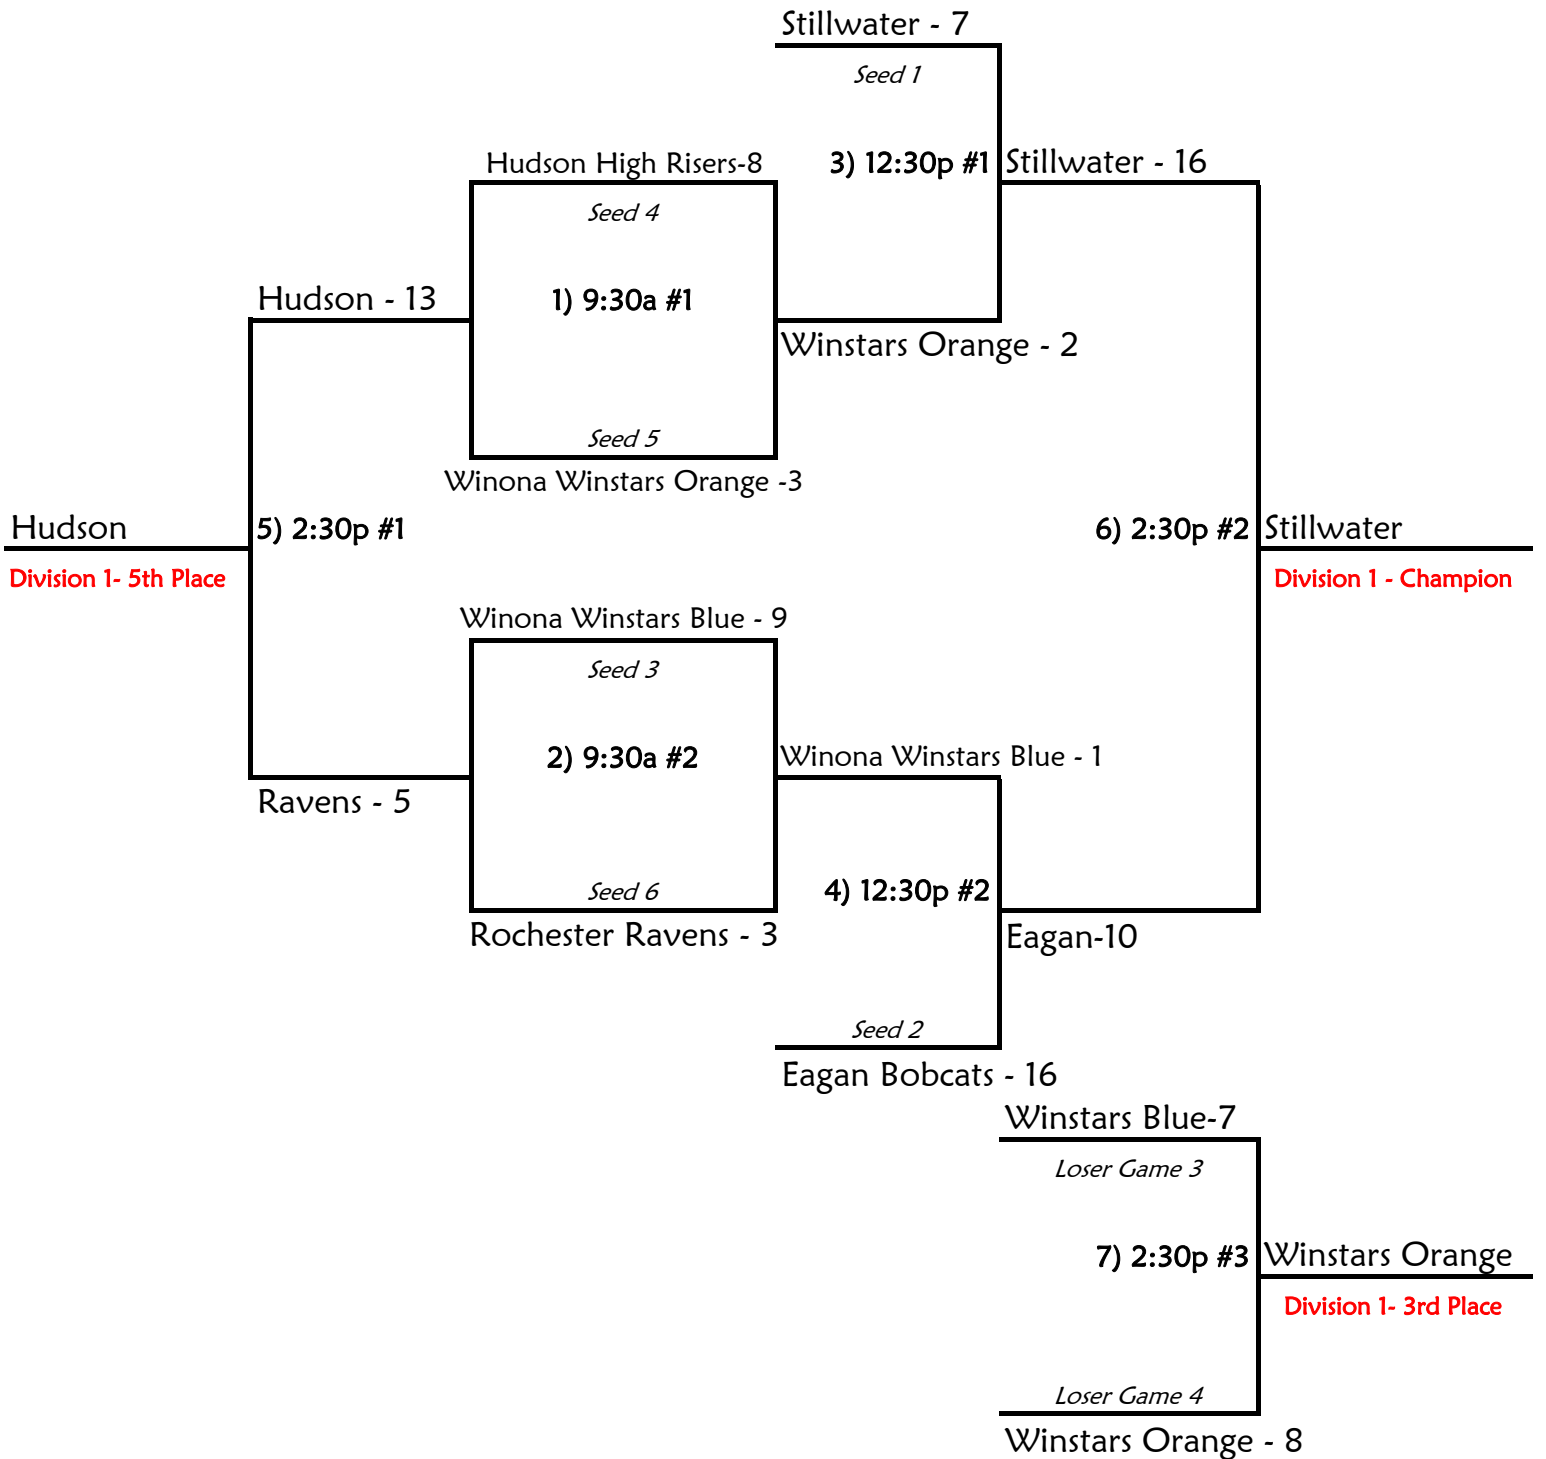 Stillwater - 7
Seed 1
Hudson High Risers-8
3) 12:30p #1
Stillwater - 16
Seed 4
Hudson - 13
1) 9:30a #1
Winstars Orange - 2
Seed 5
Winona Winstars Orange -3
Hudson
5) 2:30p #1
6) 2:30p #2
Stillwater
Division 1- 5th Place
Division 1 - Champion
Winona Winstars Blue - 9
Seed 3
2) 9:30a #2
Winona Winstars Blue - 1
Ravens - 5
Seed 6
4) 12:30p #2
Rochester Ravens - 3
Eagan-10
Seed 2
Eagan Bobcats - 16
Winstars Blue-7
Loser Game 3
7) 2:30p #3
Winstars Orange
Division 1- 3rd Place
Loser Game 4
Winstars Orange - 8